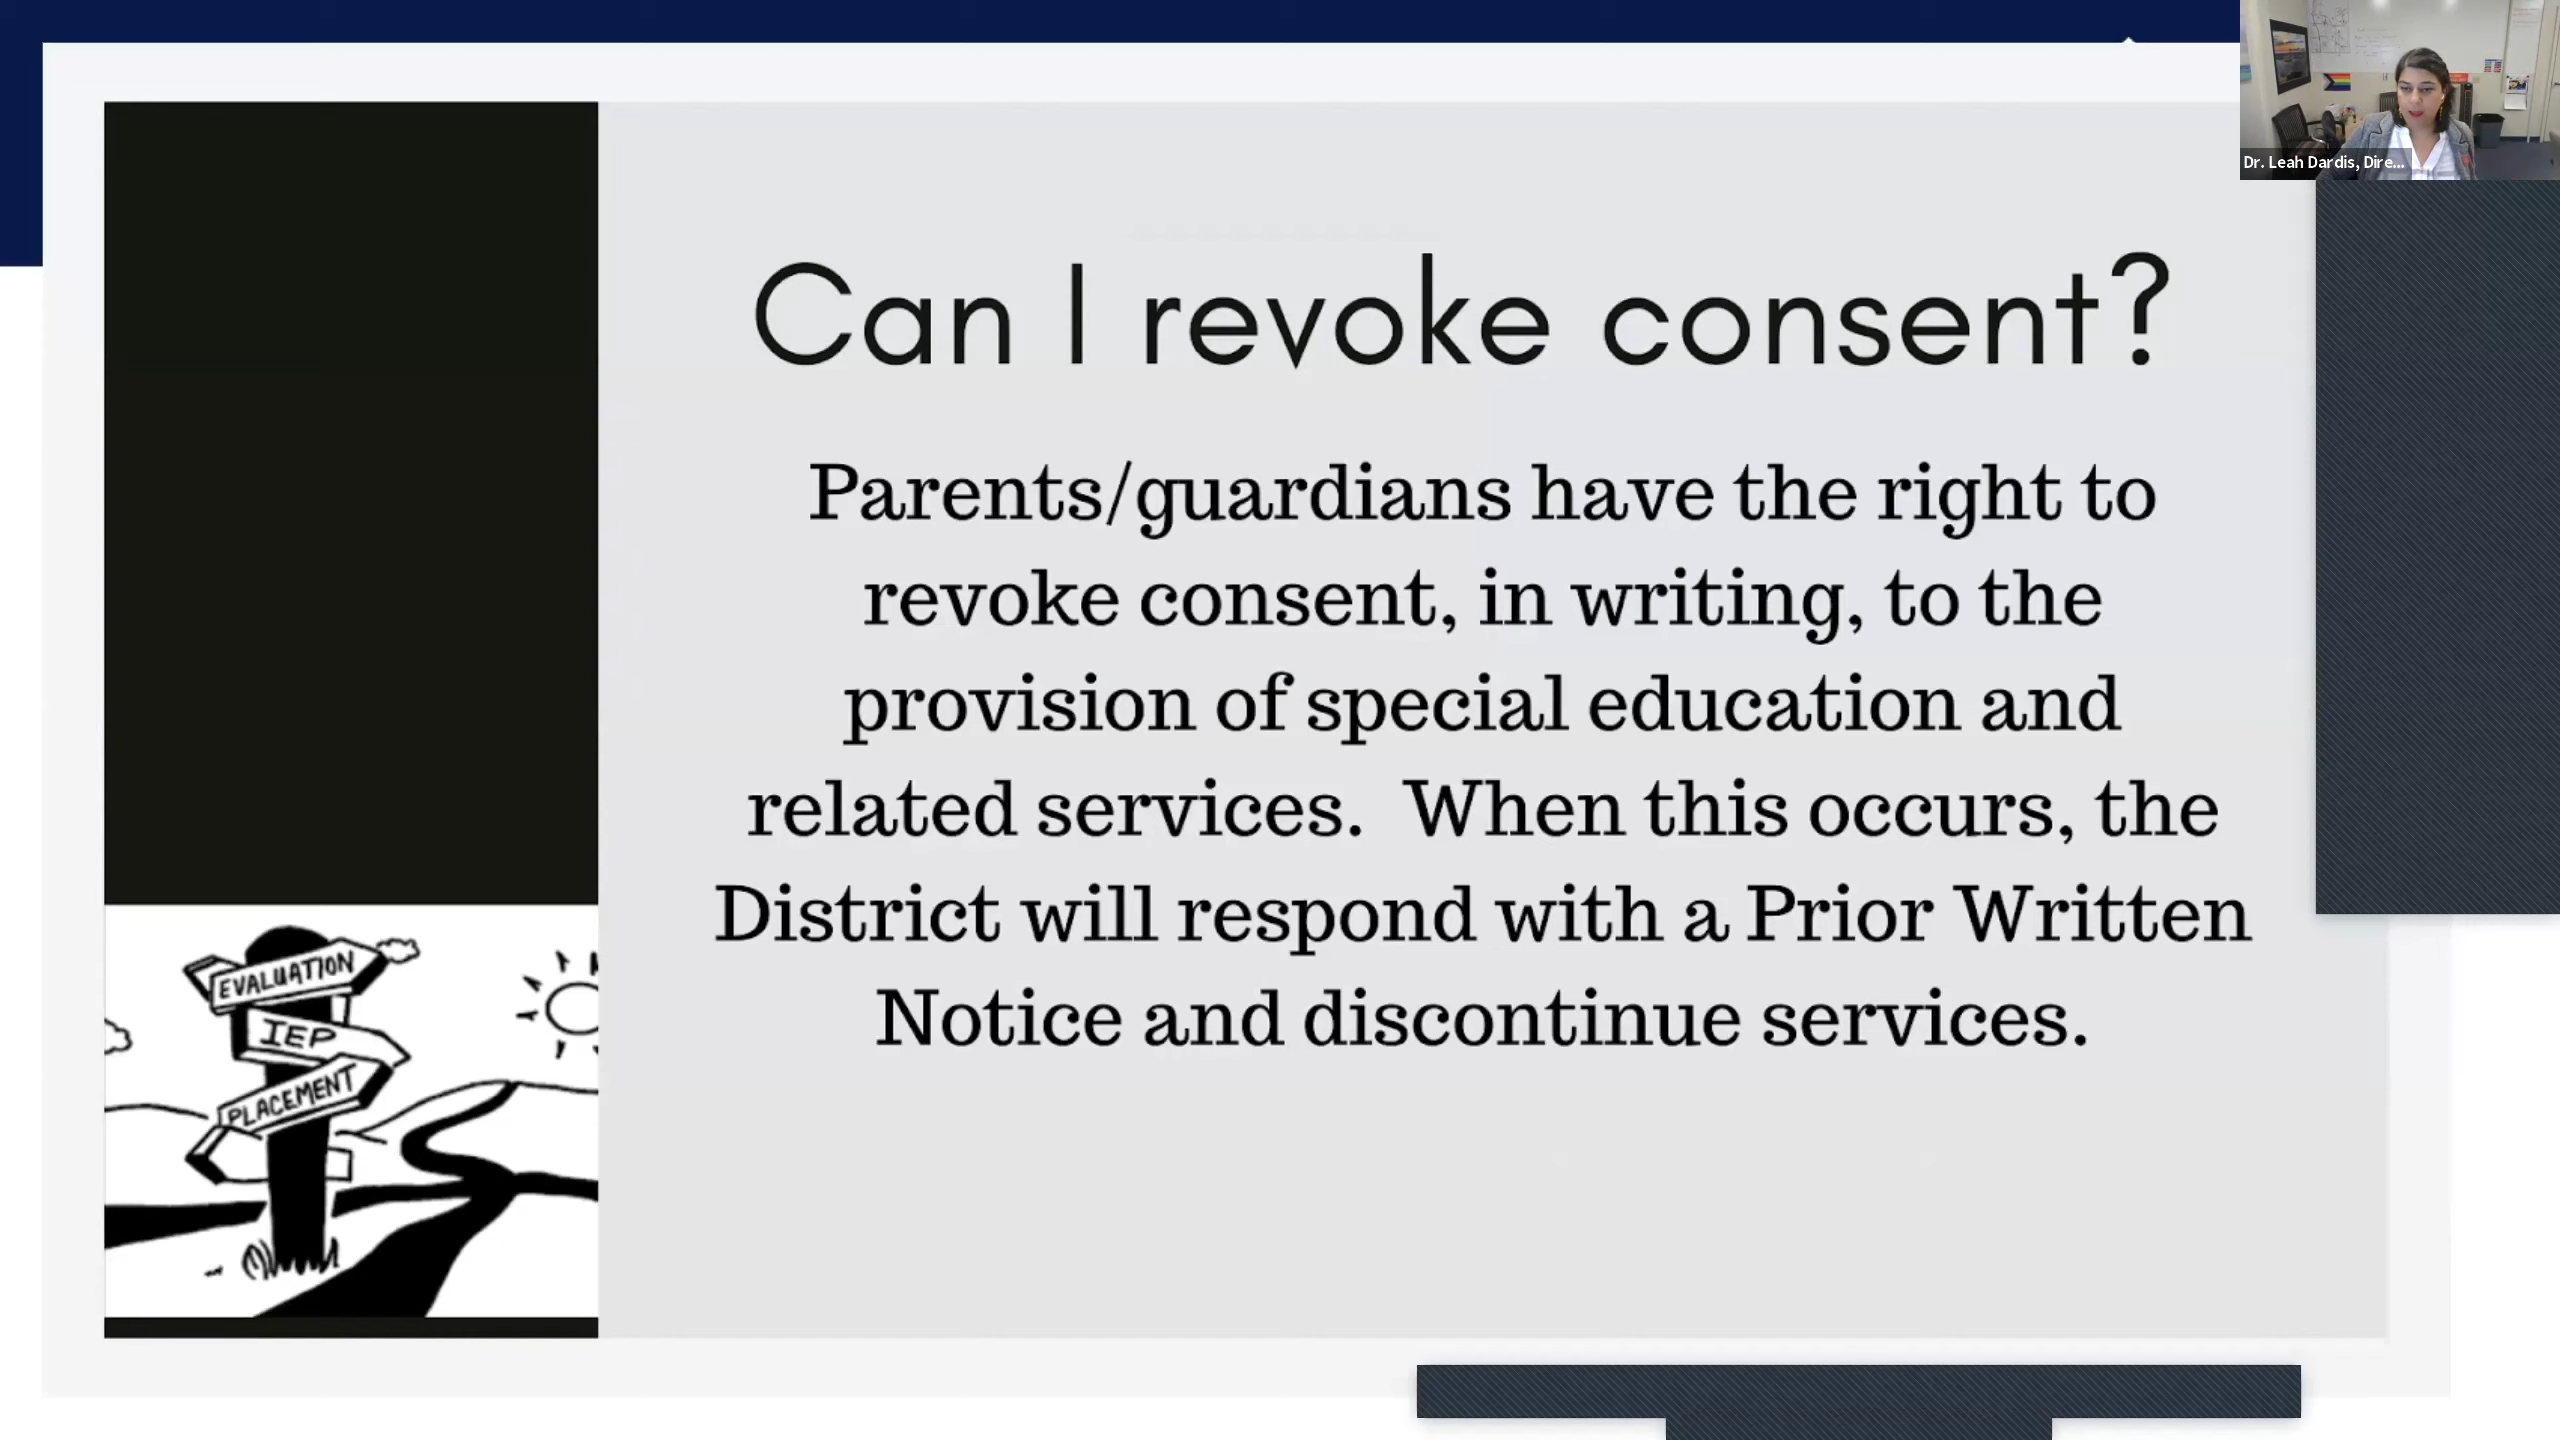 Dr. Leah Dardis, Dire...
Can I revoke consent?
Parents/guardians have the right to
revoke consent, in writing, to the
provision of special education and
related services.  When this occurs, the
District will respond with a Prior Written
Notice and discontinue services.
EVALUATION
IEP
PLACEMENT